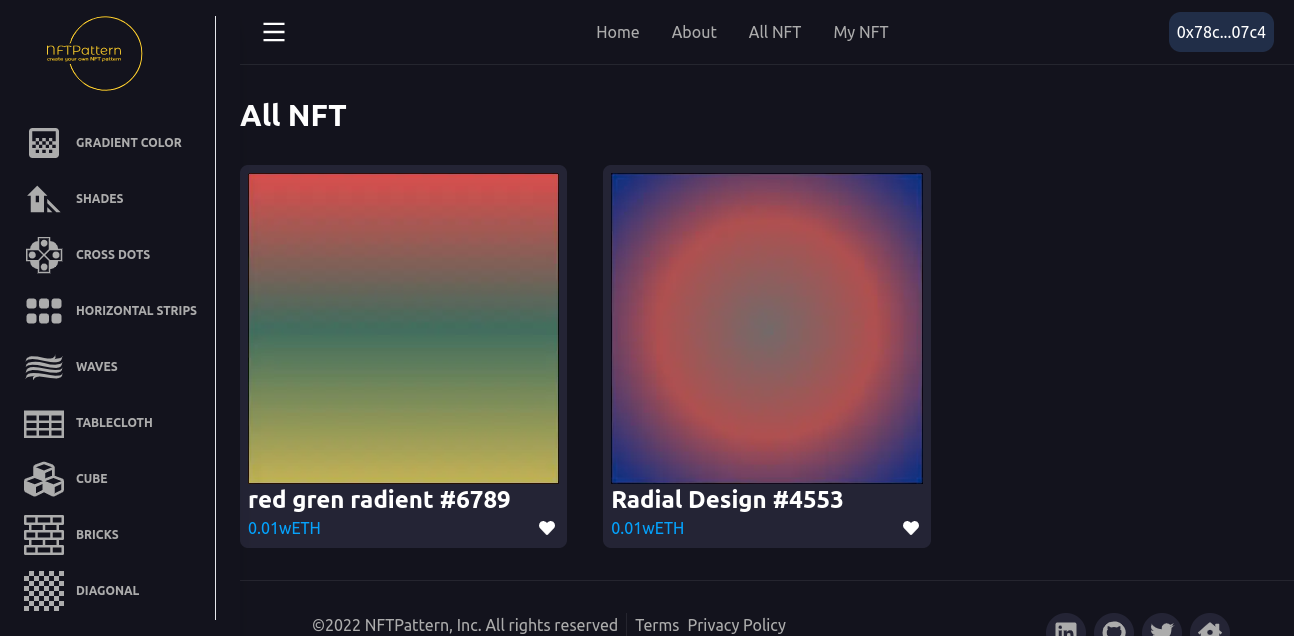 NFTPattern
create your own NFT pattern
GRADIENT COLOR
SHADES
CROSS DOTS
HORIZONTAL STRIPS
WAVES
TABLECLOTH
CUBE
BRICKS
DIAGONAL
Home About All NFT My NFT 0x78c...07c4
All NFT
red gren radient #6789
0.01wETH
Radial Design #4553
0.01wETH
©2022 NFTPattern, Inc. All rights reserved Terms Privacy Policy